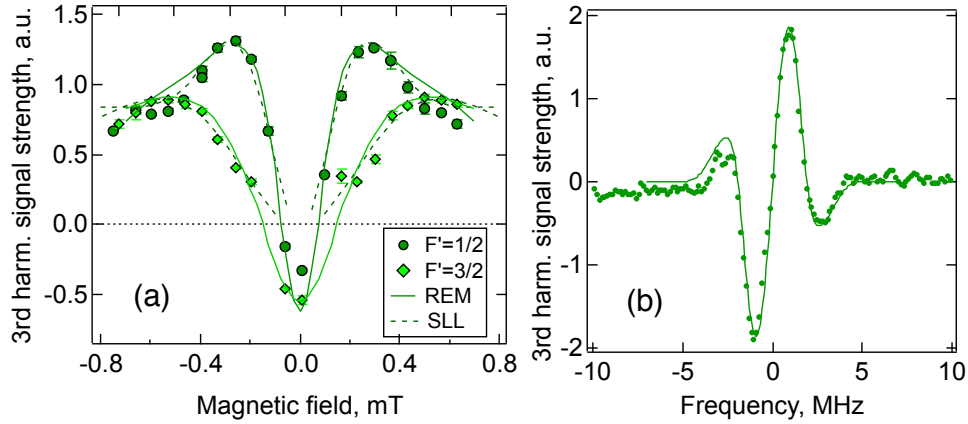 3rd harm. signal strength, a.u.
1.5
1.0
0.5
0.0
-0.5
-0.8
-0.4
0.0
0.4
0.8
Magnetic field, mT
(a)
F'=1/2
F'=3/2
REM
SLL
3rd harm. signal strength, a.u.
2
1
0
-1
-2
-10
-5
0
5
10
Frequency, MHz
(b)